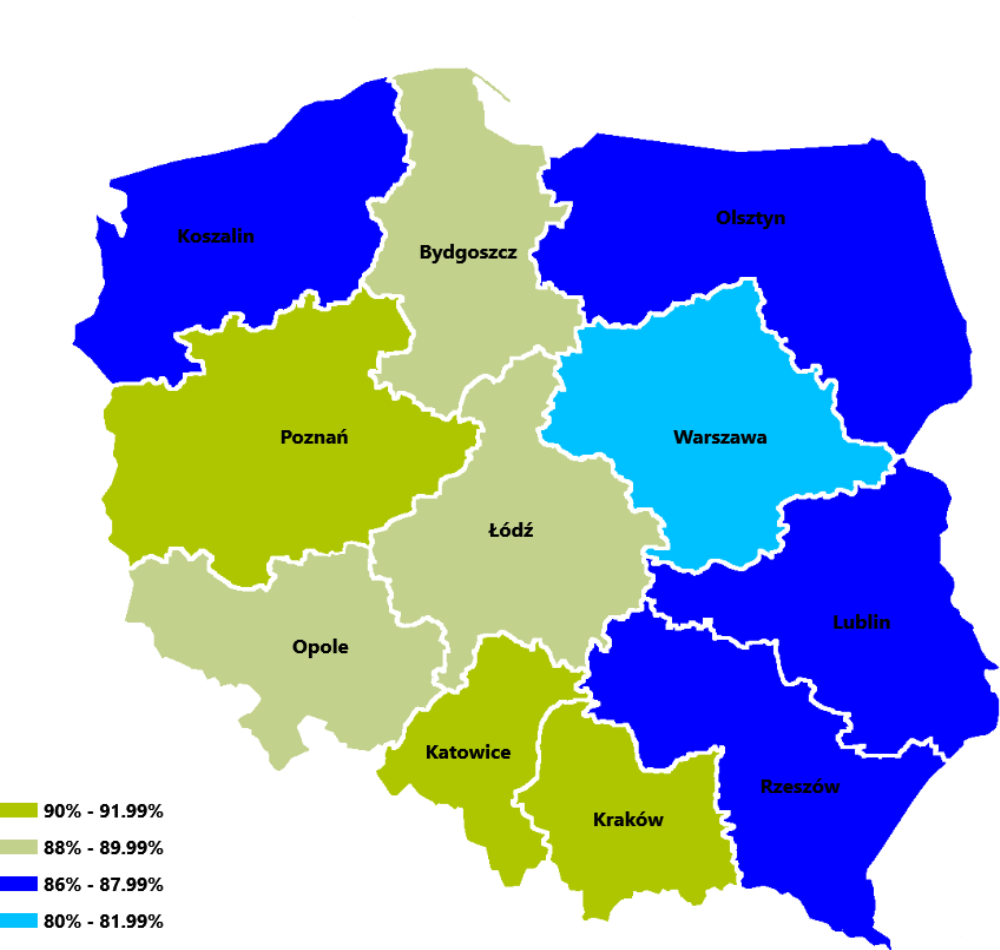 Olsztyn
Koszalin
Bydgoszcz
Poznań
Warszawa
Łódź
Lublin
Opole
Katowice
Rzeszów
Kraków
90% - 91.99%
88% - 89.99%
86% - 87.99%
80% - 81.99%